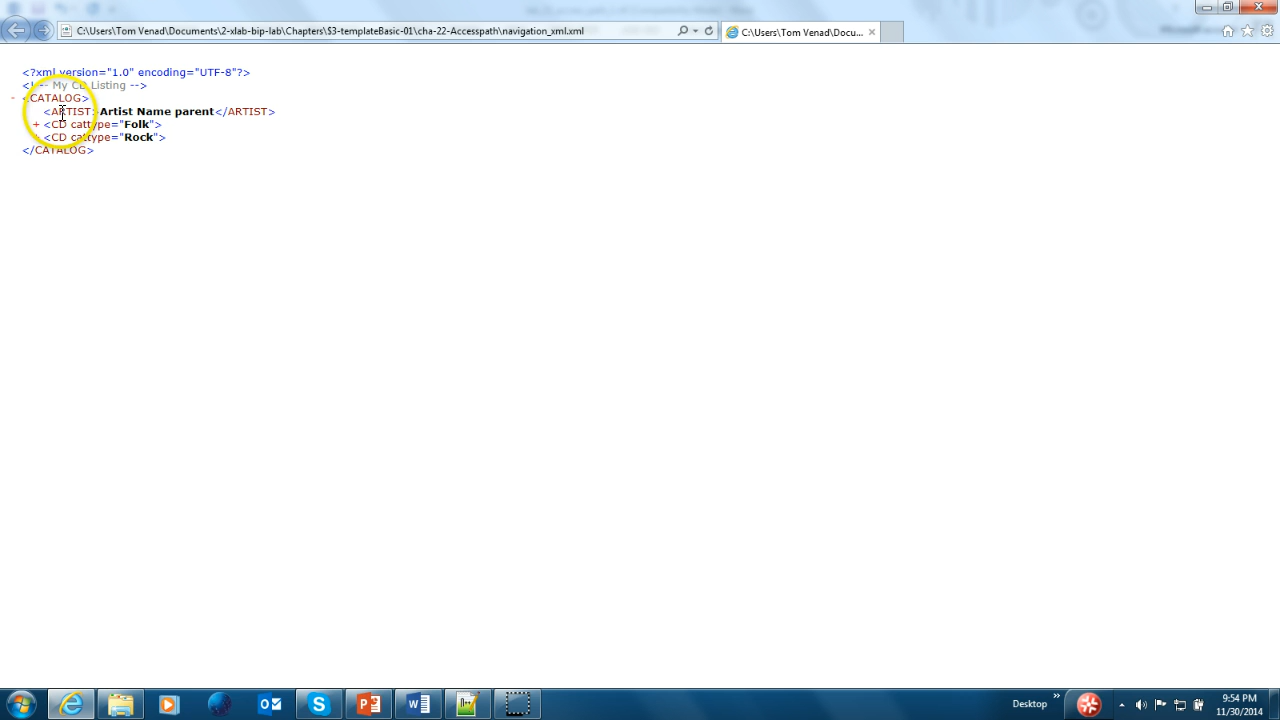 C:\Users\Tom Venad\Documents\2-xlab-bip-lab\Chapters\$3-templateBasic-01\cha-22-Accesspath\navigation_xml.xml
C:\Users\Tom Venad\Docu...
<?xml version="1.0" encoding="UTF-8"?>
<!-- My CD Listing -->
- <CATALOG>
<ARTIST>Artist Name parent</ARTIST>
+ <CD cattype="Folk">
+ <CD cattype="Rock">
</CATALOG>
Desktop
9:54 PM
11/30/2014